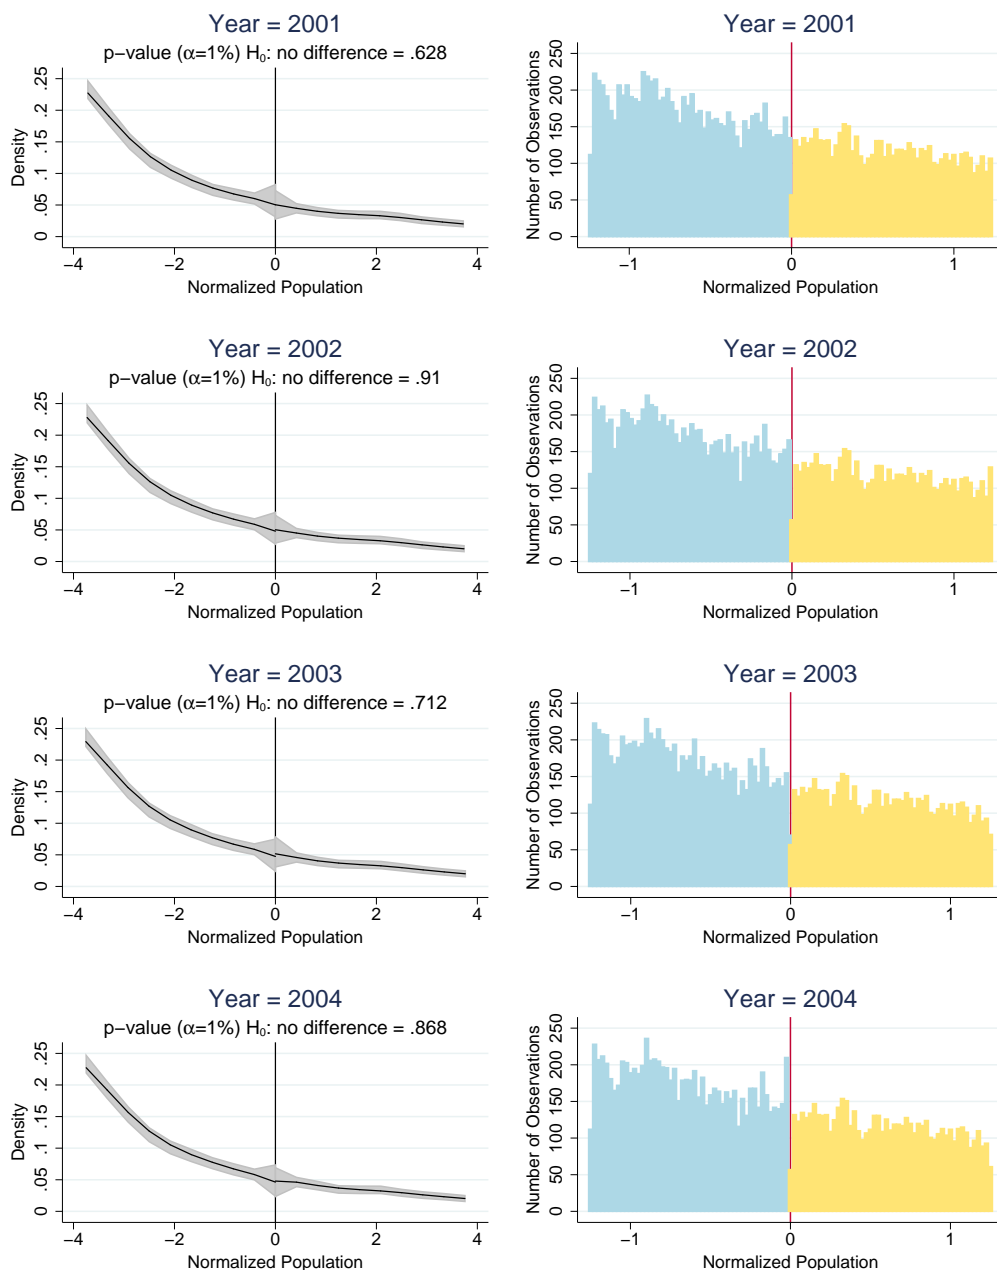 Year = 2001
p−value (α=1%) H₀: no difference = .628
Density
0 .05 .1 .15 .2 .25
−4 −2 0 2 4
Normalized Population
Year = 2001
Number of Observations
0 50 100 150 200 250
−1 0 1
Normalized Population
Year = 2002
p−value (α=1%) H₀: no difference = .91
Density
0 .05 .1 .15 .2 .25
−4 −2 0 2 4
Normalized Population
Year = 2002
Number of Observations
0 50 100 150 200 250
−1 0 1
Normalized Population
Year = 2003
p−value (α=1%) H₀: no difference = .712
Density
0 .05 .1 .15 .2 .25
−4 −2 0 2 4
Normalized Population
Year = 2003
Number of Observations
0 50 100 150 200 250
−1 0 1
Normalized Population
Year = 2004
p−value (α=1%) H₀: no difference = .868
Density
0 .05 .1 .15 .2 .25
−4 −2 0 2 4
Normalized Population
Year = 2004
Number of Observations
0 50 100 150 200 250
−1 0 1
Normalized Population